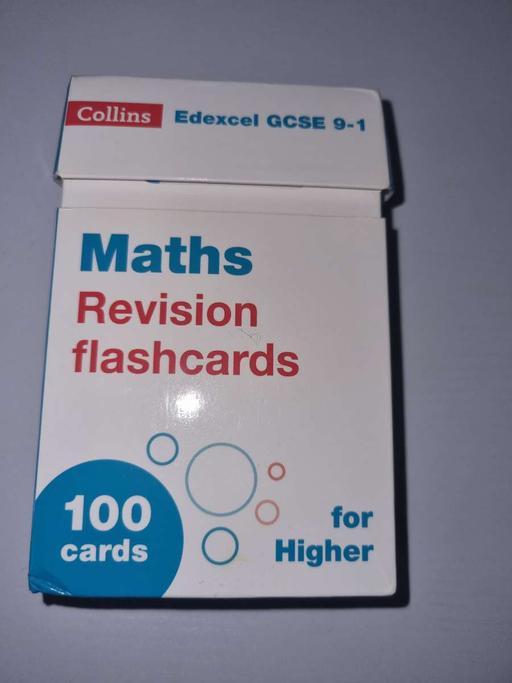 Collins Edexcel GCSE 9-1
Maths
Revision
flashcards
100
cards
for
Higher